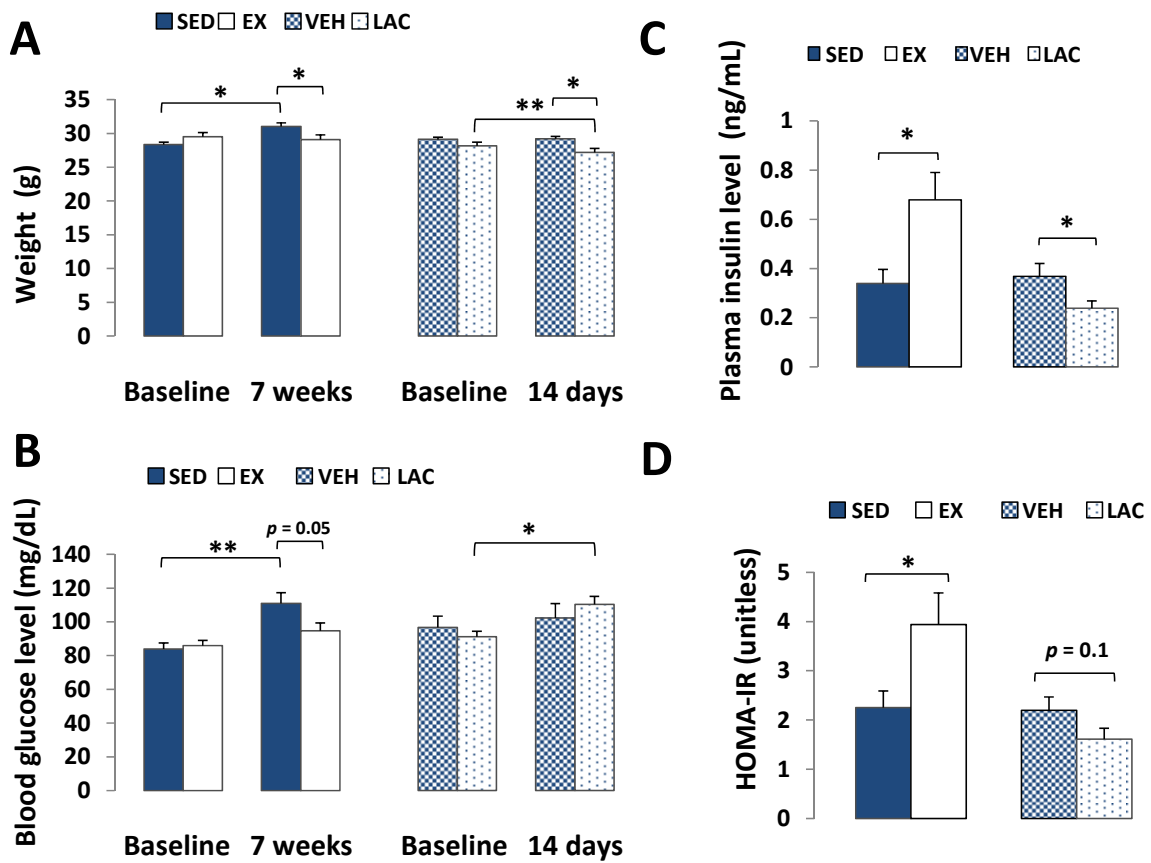 A
SED EX VEH LAC
Weight (g)
35
30
25
20
15
10
5
0
* * ** *
Baseline 7 weeks Baseline 14 days
B
SED EX VEH LAC
Blood glucose level (mg/dL)
140
120
100
80
60
40
20
0
** p = 0.05 *
Baseline 7 weeks Baseline 14 days
C
SED EX VEH LAC
Plasma insulin level (ng/mL)
1
0.8
0.6
0.4
0.2
0
* *
D
SED EX VEH LAC
HOMA-IR (unitless)
5
4
3
2
1
0
* p = 0.1